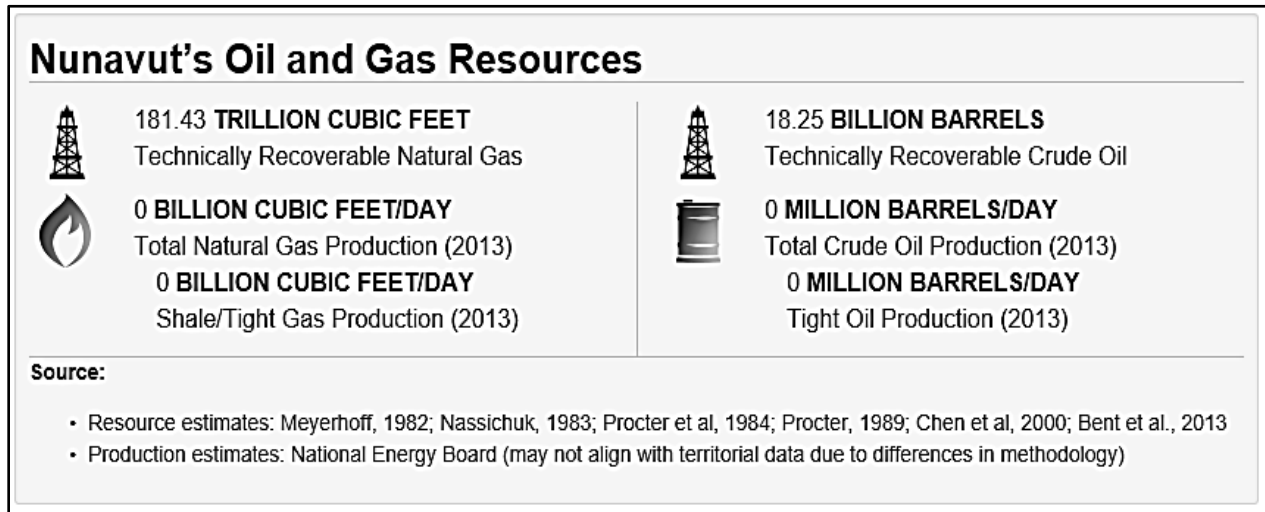 Nunavut’s Oil and Gas Resources
181.43 TRILLION CUBIC FEET
Technically Recoverable Natural Gas
0 BILLION CUBIC FEET/DAY
Total Natural Gas Production (2013)
0 BILLION CUBIC FEET/DAY
Shale/Tight Gas Production (2013)
18.25 BILLION BARRELS
Technically Recoverable Crude Oil
0 MILLION BARRELS/DAY
Total Crude Oil Production (2013)
0 MILLION BARRELS/DAY
Tight Oil Production (2013)
Source:
• Resource estimates: Meyerhoff, 1982; Nassichuk, 1983; Procter et al, 1984; Procter, 1989; Chen et al, 2000; Bent et al., 2013
• Production estimates: National Energy Board (may not align with territorial data due to differences in methodology)